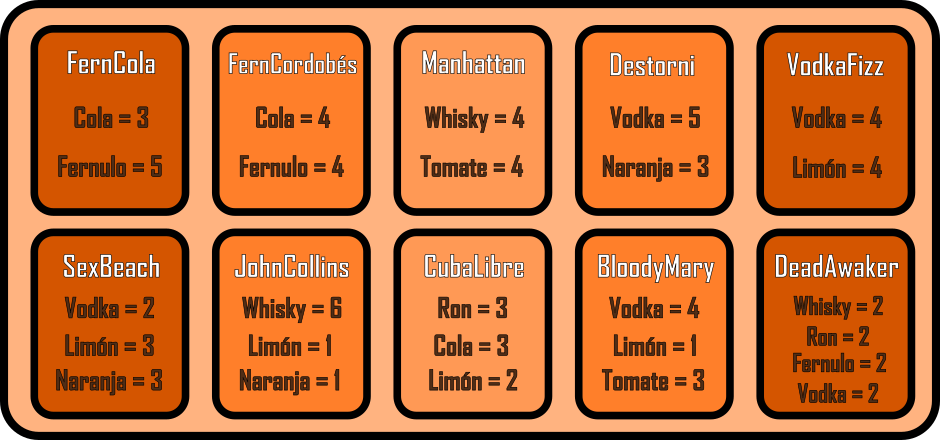 FernCola
Cola = 3
Fernulo = 5
FernCordobés
Cola = 4
Fernulo = 4
Manhattan
Whisky = 4
Tomate = 4
Destorni
Vodka = 5
Naranja = 3
VodkaFizz
Vodka = 4
Limón = 4
SexBeach
Vodka = 2
Limón = 3
Naranja = 3
JohnCollins
Whisky = 6
Limón = 1
Naranja = 1
CubaLibre
Ron = 3
Cola = 3
Limón = 2
BloodyMary
Vodka = 4
Limón = 1
Tomate = 3
DeadAwaker
Whisky = 2
Ron = 2
Fernulo = 2
Vodka = 2